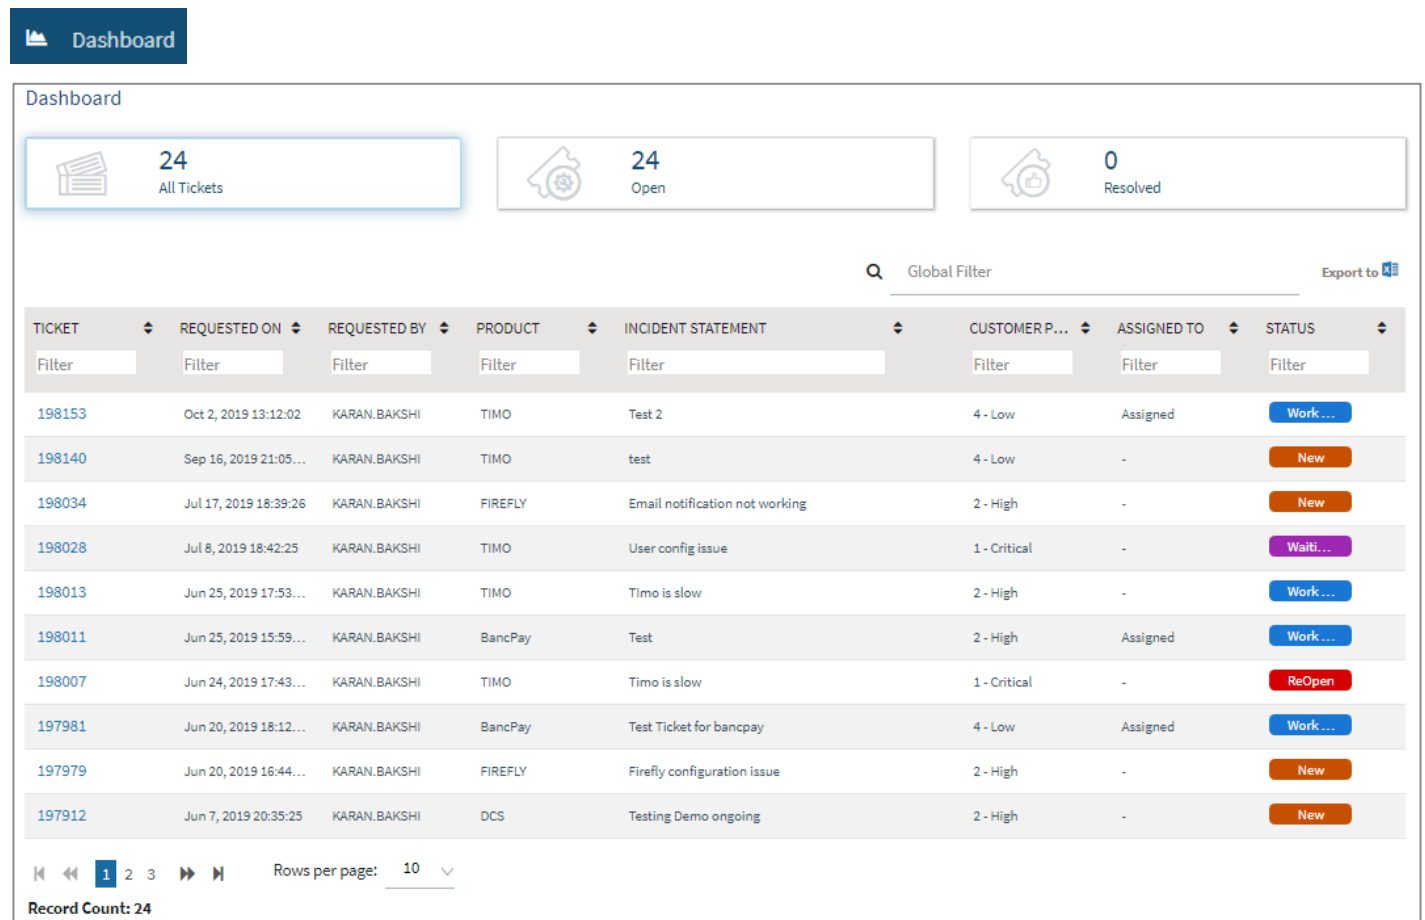 Dashboard
Dashboard
24
All Tickets
24
Open
0
Resolved
Global Filter
Export to
TICKET REQUESTED ON REQUESTED BY PRODUCT INCIDENT STATEMENT CUSTOMER P... ASSIGNED TO STATUS
Filter Filter Filter Filter Filter Filter Filter Filter
198153 Oct 2, 2019 13:12:02 KARAN.BAKSHI TIMO Test 2 4 - Low Assigned Work ...
198140 Sep 16, 2019 21:05... KARAN.BAKSHI TIMO test 4 - Low - New
198034 Jul 17, 2019 18:39:26 KARAN.BAKSHI FIREFLY Email notification not working 2 - High - New
198028 Jul 8, 2019 18:42:25 KARAN.BAKSHI TIMO User config issue 1 - Critical - Waiti...
198013 Jun 25, 2019 17:53... KARAN.BAKSHI TIMO TImo is slow 2 - High - Work ...
198011 Jun 25, 2019 15:59... KARAN.BAKSHI BancPay Test 2 - High Assigned Work ...
198007 Jun 24, 2019 17:43... KARAN.BAKSHI TIMO Timo is slow 1 - Critical - ReOpen
197981 Jun 20, 2019 18:12... KARAN.BAKSHI BancPay Test Ticket for bancpay 4 - Low Assigned Work ...
197979 Jun 20, 2019 16:44... KARAN.BAKSHI FIREFLY Firefly configuration issue 2 - High - New
197912 Jun 7, 2019 20:35:25 KARAN.BAKSHI DCS Testing Demo ongoing 2 - High - New
1 2 3 Rows per page: 10
Record Count: 24